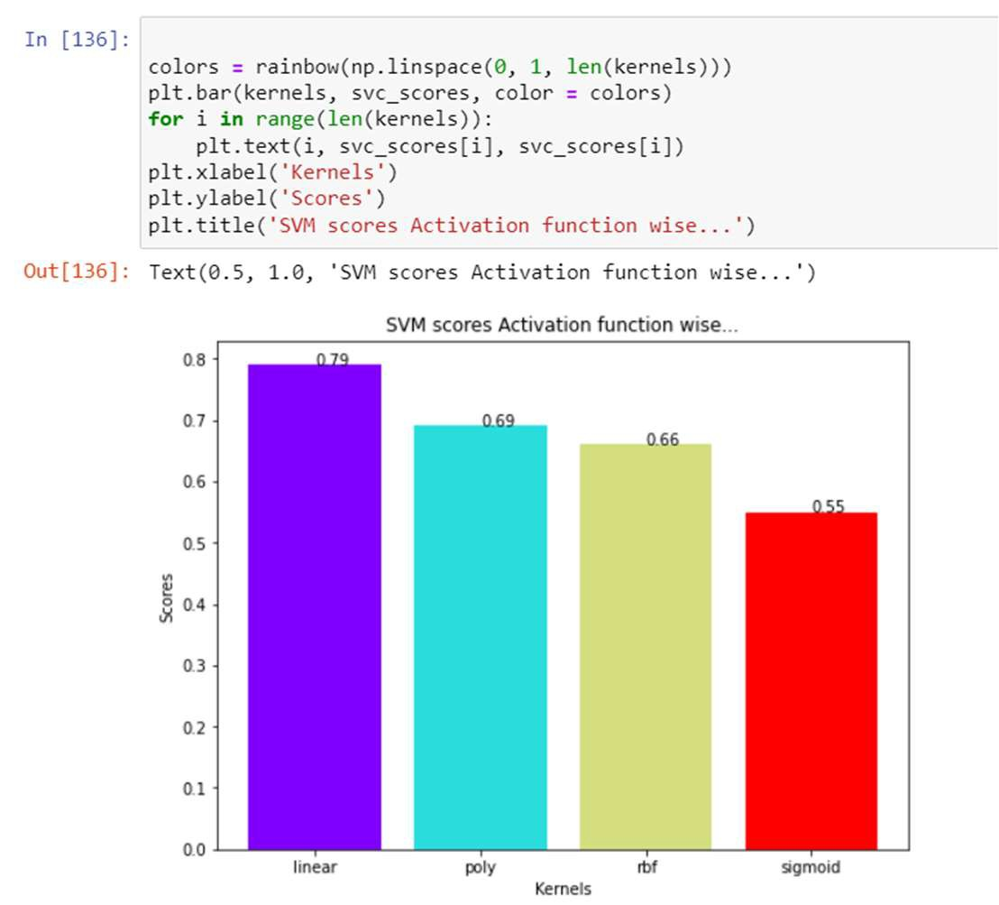 In [136]:
colors = rainbow(np.linspace(0, 1, len(kernels)))
plt.bar(kernels, svc_scores, color = colors)
for i in range(len(kernels)):
    plt.text(i, svc_scores[i], svc_scores[i])
plt.xlabel('Kernels')
plt.ylabel('Scores')
plt.title('SVM scores Activation function wise...')
Out[136]: Text(0.5, 1.0, 'SVM scores Activation function wise...')
SVM scores Activation function wise...
0.79
0.69
0.66
0.55
0.8
0.7
0.6
0.5
0.4
0.3
0.2
0.1
0.0
Scores
linear poly rbf sigmoid
Kernels